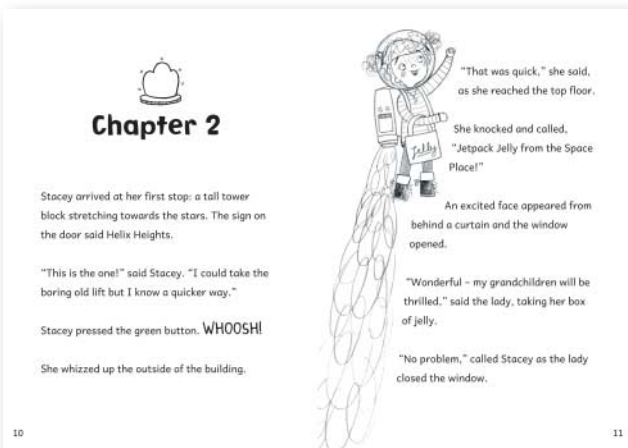 Chapter 2
Stacey arrived at her first stop: a tall tower
block stretching towards the stars. The sign on
the door said Helix Heights.
"This is the one!" said Stacey. "I could take the
boring old lift but I know a quicker way."
Stacey pressed the green button. WHOOSH!
She whizzed up the outside of the building.
10
Jelly
"That was quick," she said,
as she reached the top floor.
She knocked and called,
"Jetpack Jelly from the Space
Place!"
An excited face appeared from
behind a curtain and the window
opened.
"Wonderful – my grandchildren will be
thrilled," said the lady, taking her box
of jelly.
"No problem," called Stacey as the lady
closed the window.
11